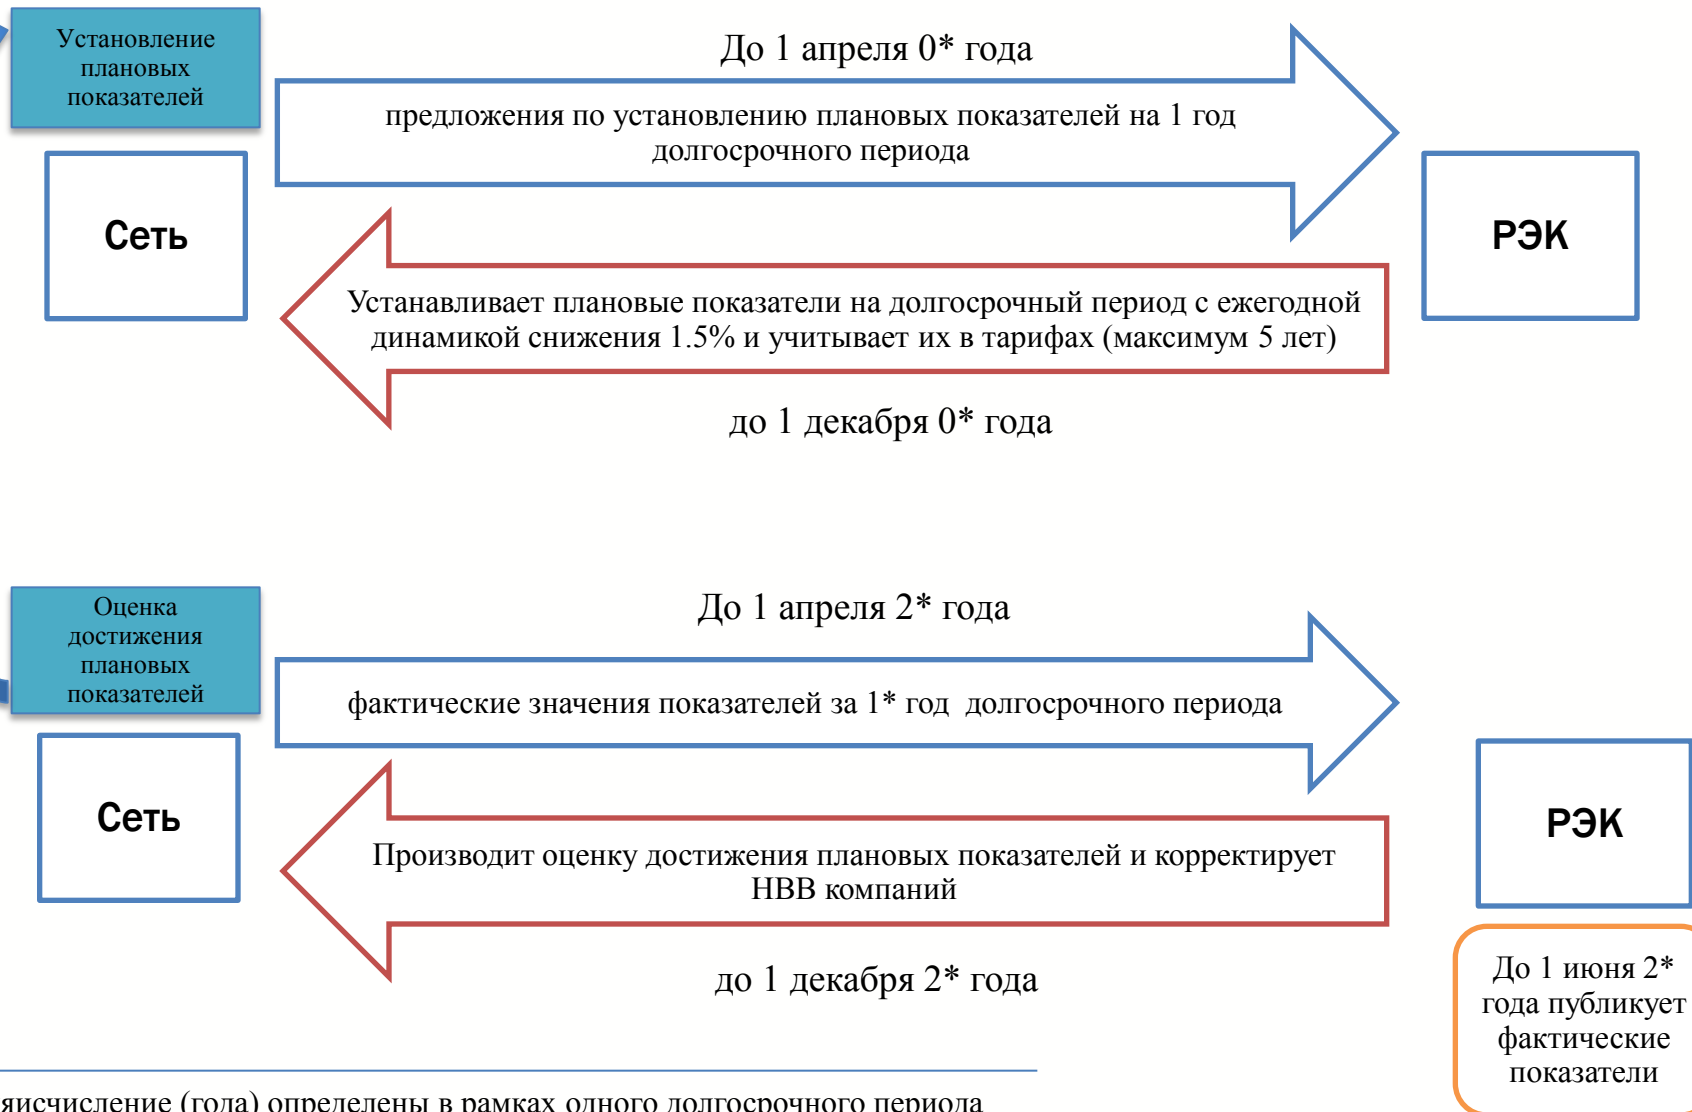 Установление
плановых
показателей
До 1 апреля 0* года
предложения по установлению плановых показателей на 1 год
долгосрочного периода
Сеть
РЭК
Устанавливает плановые показатели на долгосрочный период с ежегодной
динамикой снижения 1.5% и учитывает их в тарифах (максимум 5 лет)
до 1 декабря 0* года
Оценка
достижения
плановых
показателей
До 1 апреля 2* года
фактические значения показателей за 1* год долгосрочного периода
Сеть
РЭК
Производит оценку достижения плановых показателей и корректирует
НВВ компаний
до 1 декабря 2* года
До 1 июня 2*
года публикует
фактические
показатели
(года) определены в рамках одного долгосрочного периода